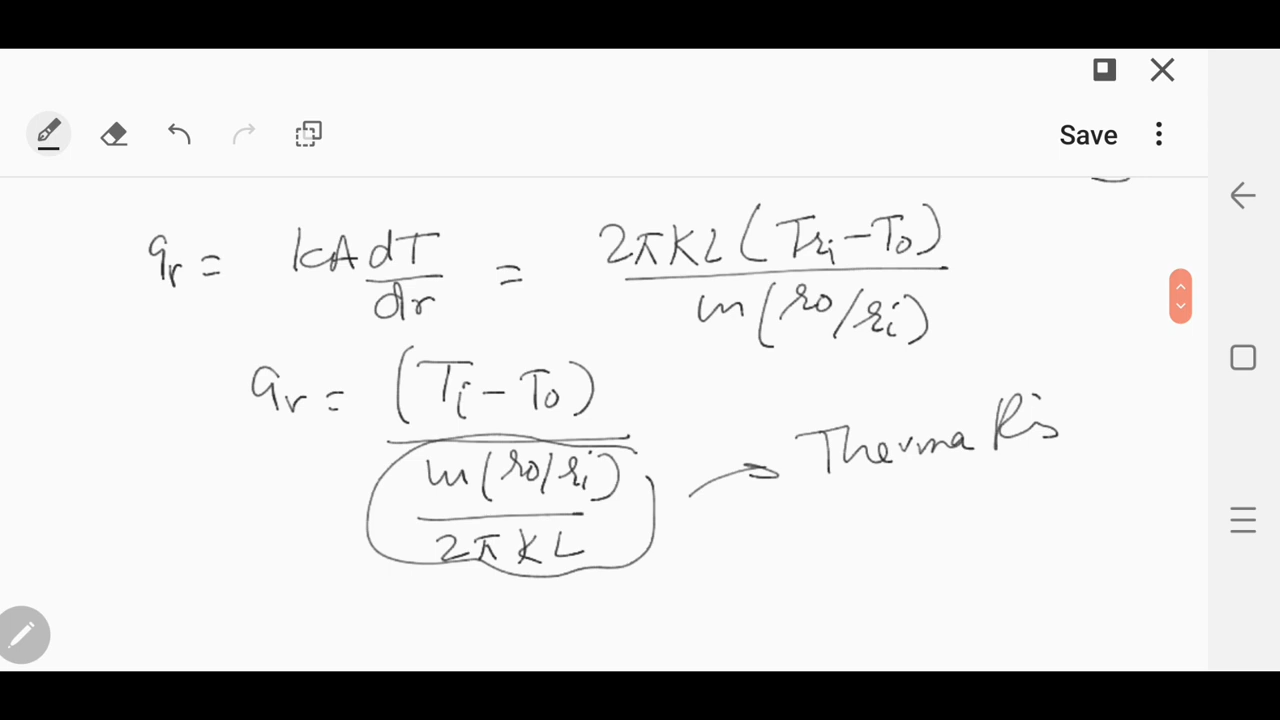 Save
qr = kA dT/dr = 2πKL(Tri-To)/ln(ro/ri)
qr = (Ti-To)/(ln(ro/ri)/2πKL) → Therma Ris